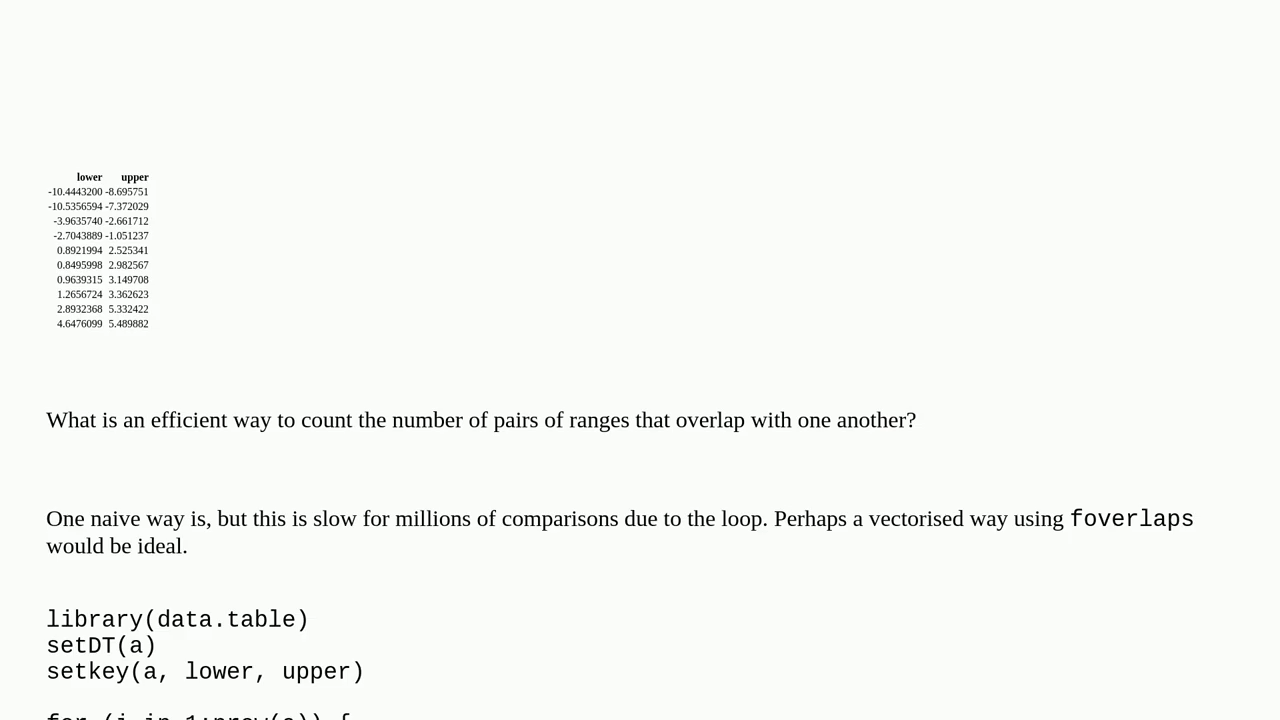 lower upper
-10.4443200 -8.695751
-10.5356594 -7.372029
-3.9635740 -2.661712
-2.7043889 -1.051237
0.8921994 2.525341
0.8495998 2.982567
0.9639315 3.149708
1.2656724 3.362623
2.8932368 5.332422
4.6476099 5.489882
What is an efficient way to count the number of pairs of ranges that overlap with one another?
One naive way is, but this is slow for millions of comparisons due to the loop. Perhaps a vectorised way using foverlaps
would be ideal.
library(data.table)
setDT(a)
setkey(a, lower, upper)
for (i in 1:nrow(a)) {